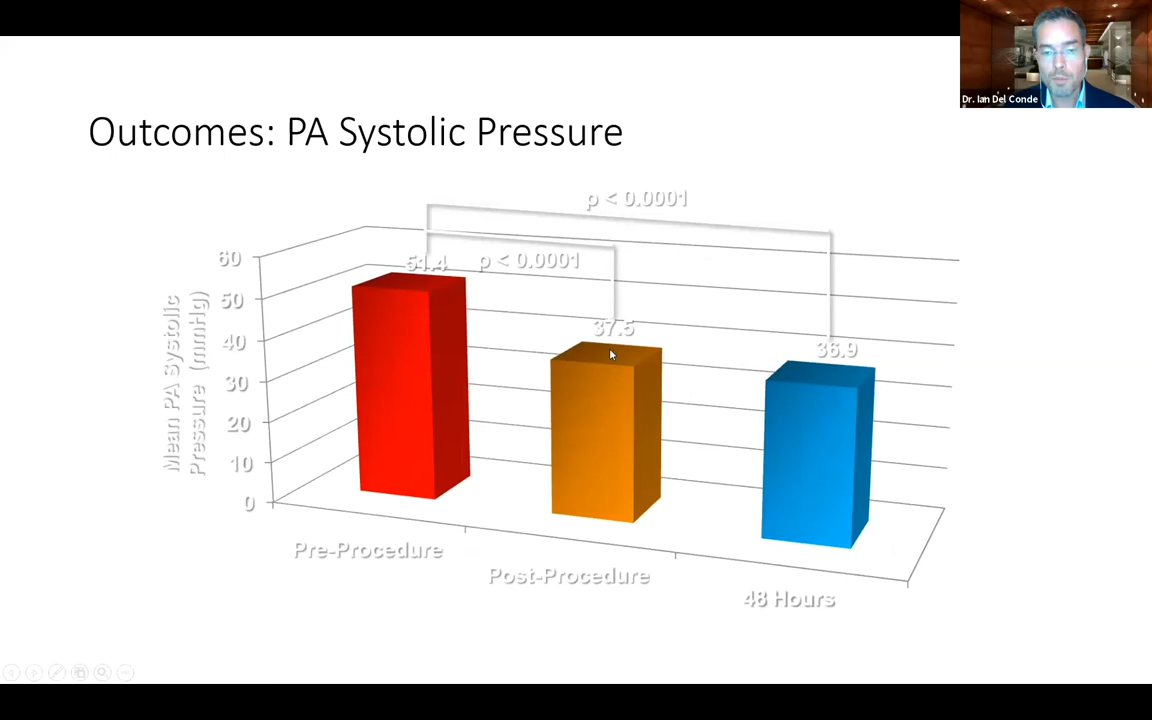 Dr. Ian Del Conde
Outcomes: PA Systolic Pressure
p < 0.0001
p < 0.0001
51.4
37.5
36.9
Mean PA Systolic
Pressure (mmHg)
60
50
40
30
20
10
0
Pre-Procedure
Post-Procedure
48 Hours